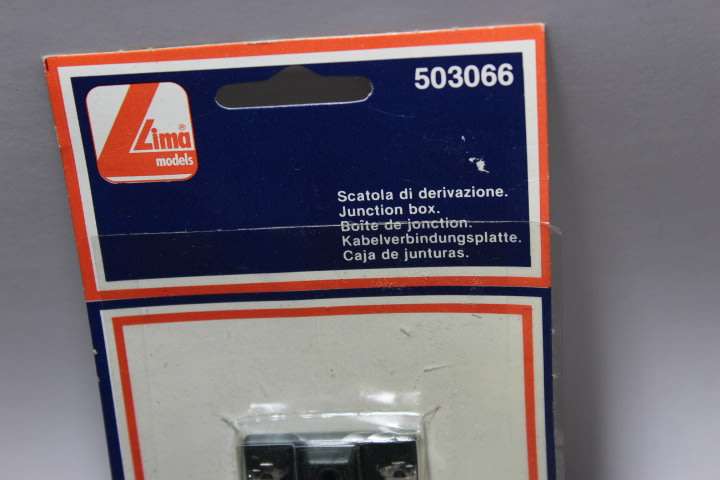 Lima®
models
503066
Scatola di derivazione.
Junction box.
Boîte de jonction.
Kabelverbindungsplatte.
Caja de junturas.